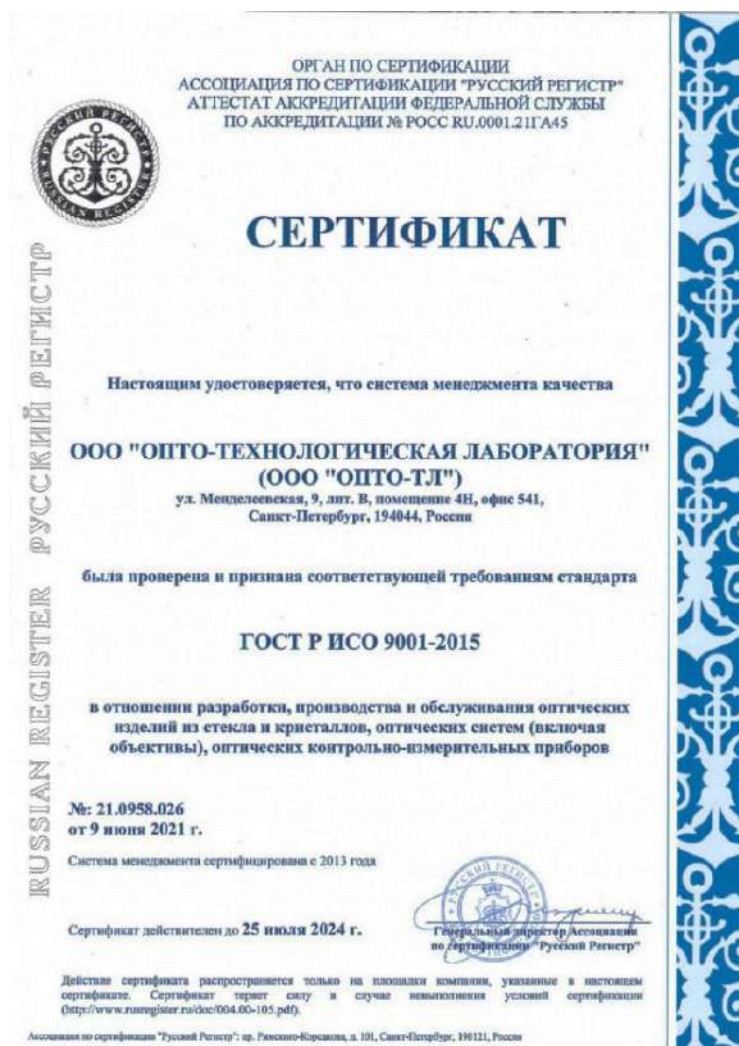 ОРГАН ПО СЕРТИФИКАЦИИ
АССОЦИАЦИЯ ПО СЕРТИФИКАЦИИ "РУССКИЙ РЕГИСТР"
АТТЕСТАТ АККРЕДИТАЦИИ ФЕДЕРАЛЬНОЙ СЛУЖБЫ
ПО АККРЕДИТАЦИИ № РОСС RU.0001.21ГА45
РУССКИЙ РЕГИСТР
RUSSIAN REGISTER
СЕРТИФИКАТ
RUSSIAN REGISTER РУССКИЙ РЕГИСТР
Настоящим удостоверяется, что система менеджмента качества
ООО "ОПТО-ТЕХНОЛОГИЧЕСКАЯ ЛАБОРАТОРИЯ"
(ООО "ОПТО-ТЛ")
ул. Менделеевская, 9, лит. В, помещение 4Н, офис 541,
Санкт-Петербург, 194044, Россия
была проверена и признана соответствующей требованиям стандарта
ГОСТ Р ИСО 9001-2015
в отношении разработки, производства и обслуживания оптических
изделий из стекла и кристаллов, оптических систем (включая
объективы), оптических контрольно-измерительных приборов
№: 21.0958.026
от 9 июня 2021 г.
Система менеджмента сертифицирована с 2013 года
Сертификат действителен до 25 июля 2024 г.
РУССКИЙ РЕГИСТР
Генеральный директор Ассоциации
по сертификации "Русский Регистр"
Действие сертификата распространяется только на площадки компании, указанные в настоящем
сертификате. Сертификат теряет силу в случае невыполнения условий сертификации
(http://www.rusregister.ru/doc/004.00-105.pdf).
Ассоциация по сертификации "Русский Регистр": пр. Римского-Корсакова, д. 101, Санкт-Петербург, 190121, Россия